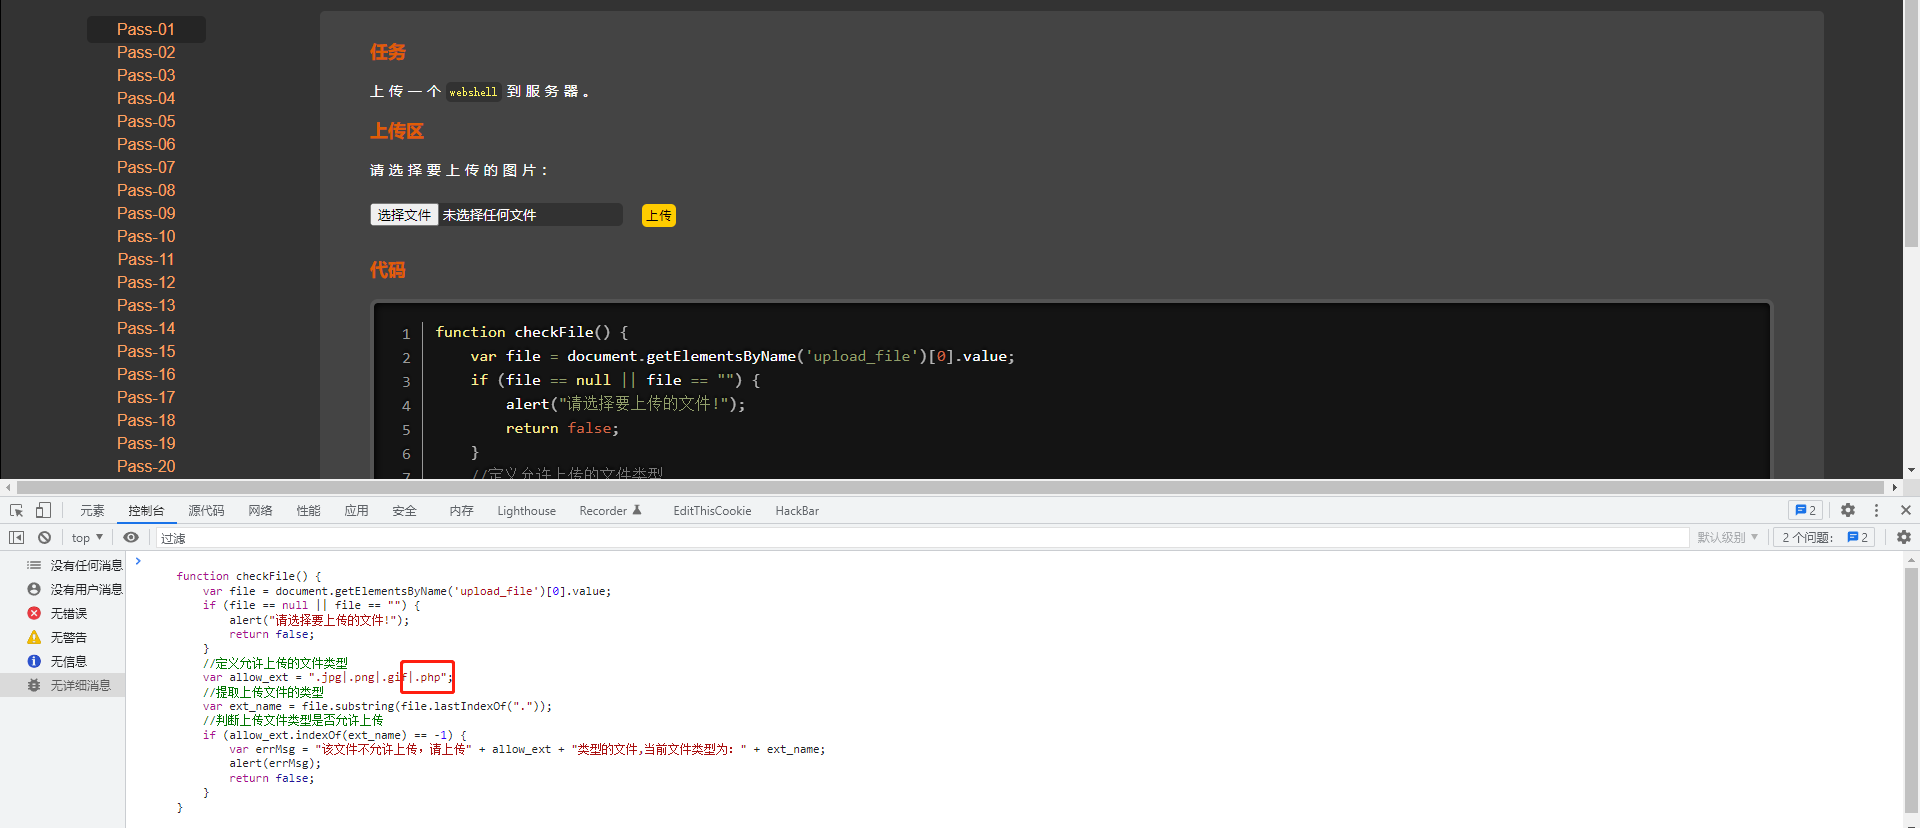 Pass-01
Pass-02
Pass-03
Pass-04
Pass-05
Pass-06
Pass-07
Pass-08
Pass-09
Pass-10
Pass-11
Pass-12
Pass-13
Pass-14
Pass-15
Pass-16
Pass-17
Pass-18
Pass-19
Pass-20
任务
上传一个 webshell 到服务器。
上传区
请选择要上传的图片：
选择文件 未选择任何文件 上传
代码
1 function checkFile() {
2 var file = document.getElementsByName('upload_file')[0].value;
3 if (file == null || file == "") {
4 alert("请选择要上传的文件!");
5 return false;
6 }
7 //定义允许上传的文件类型
元素 控制台 源代码 网络 性能 应用 安全 内存 Lighthouse Recorder EditThisCookie HackBar 2
top 过滤 默认级别 2 个问题: 2
没有任何消息
没有用户消息
无错误
无警告
无信息
无详细消息
function checkFile() {
var file = document.getElementsByName('upload_file')[0].value;
if (file == null || file == "") {
alert("请选择要上传的文件!");
return false;
}
//定义允许上传的文件类型
var allow_ext = ".jpg|.png|.gif|.php";
//提取上传文件的类型
var ext_name = file.substring(file.lastIndexOf("."));
//判断上传文件类型是否允许上传
if (allow_ext.indexOf(ext_name) == -1) {
var errMsg = "该文件不允许上传，请上传" + allow_ext + "类型的文件,当前文件类型为：" + ext_name;
alert(errMsg);
return false;
}
}